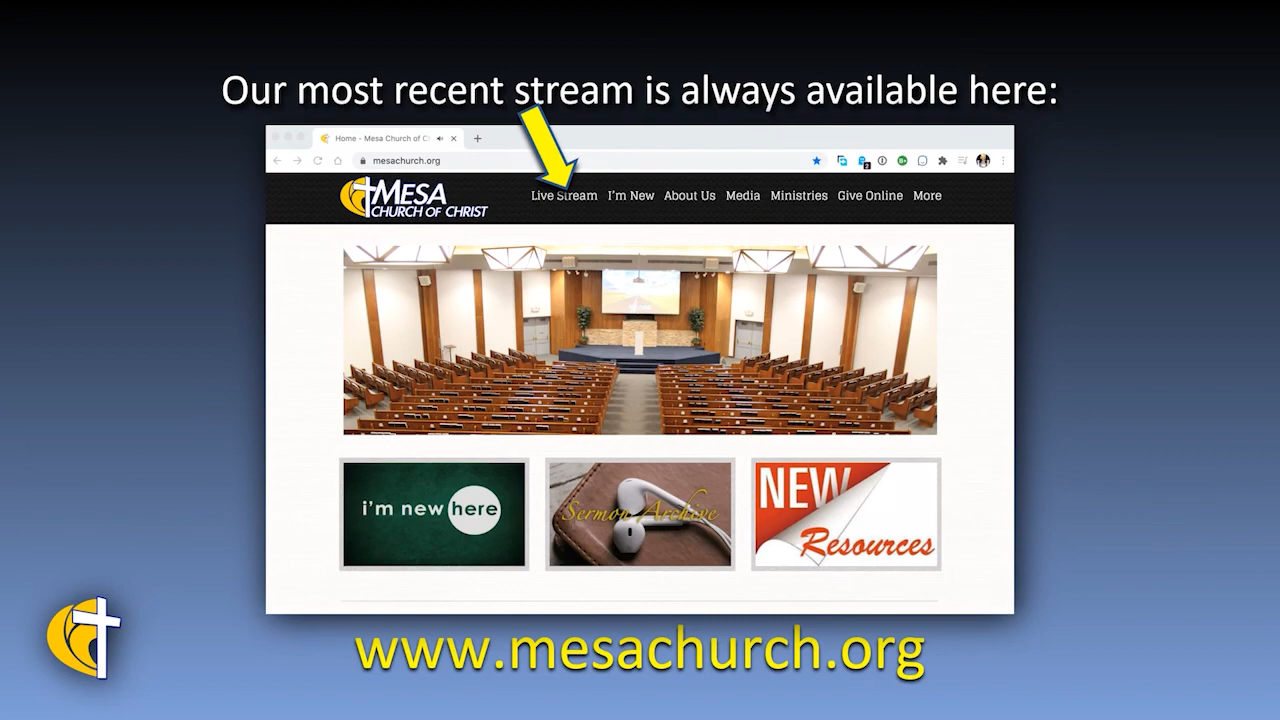 Our most recent stream is always available here:
Home - Mesa Church of C
mesachurch.org
MESA
CHURCH OF CHRIST
Live Stream I'm New About Us Media Ministries Give Online More
i'm new here
Sermon Archive
NEW
Resources
www.mesachurch.org